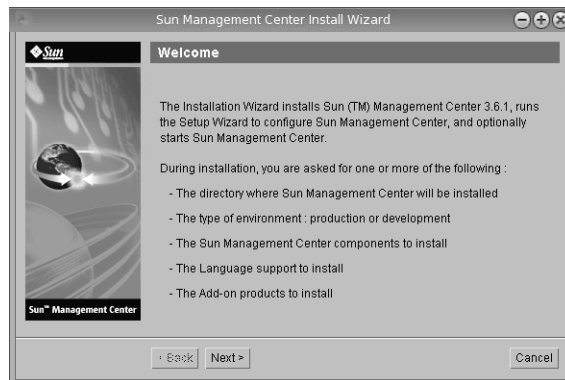 Sun Management Center Install Wizard
Sun
Welcome
The Installation Wizard installs Sun (TM) Management Center 3.6.1, runs
the Setup Wizard to configure Sun Management Center, and optionally
starts Sun Management Center.
During installation, you are asked for one or more of the following :
- The directory where Sun Management Center will be installed
- The type of environment : production or development
- The Sun Management Center components to install
- The Language support to install
- The Add-on products to install
Sun™ Management Center
< Back Next > Cancel